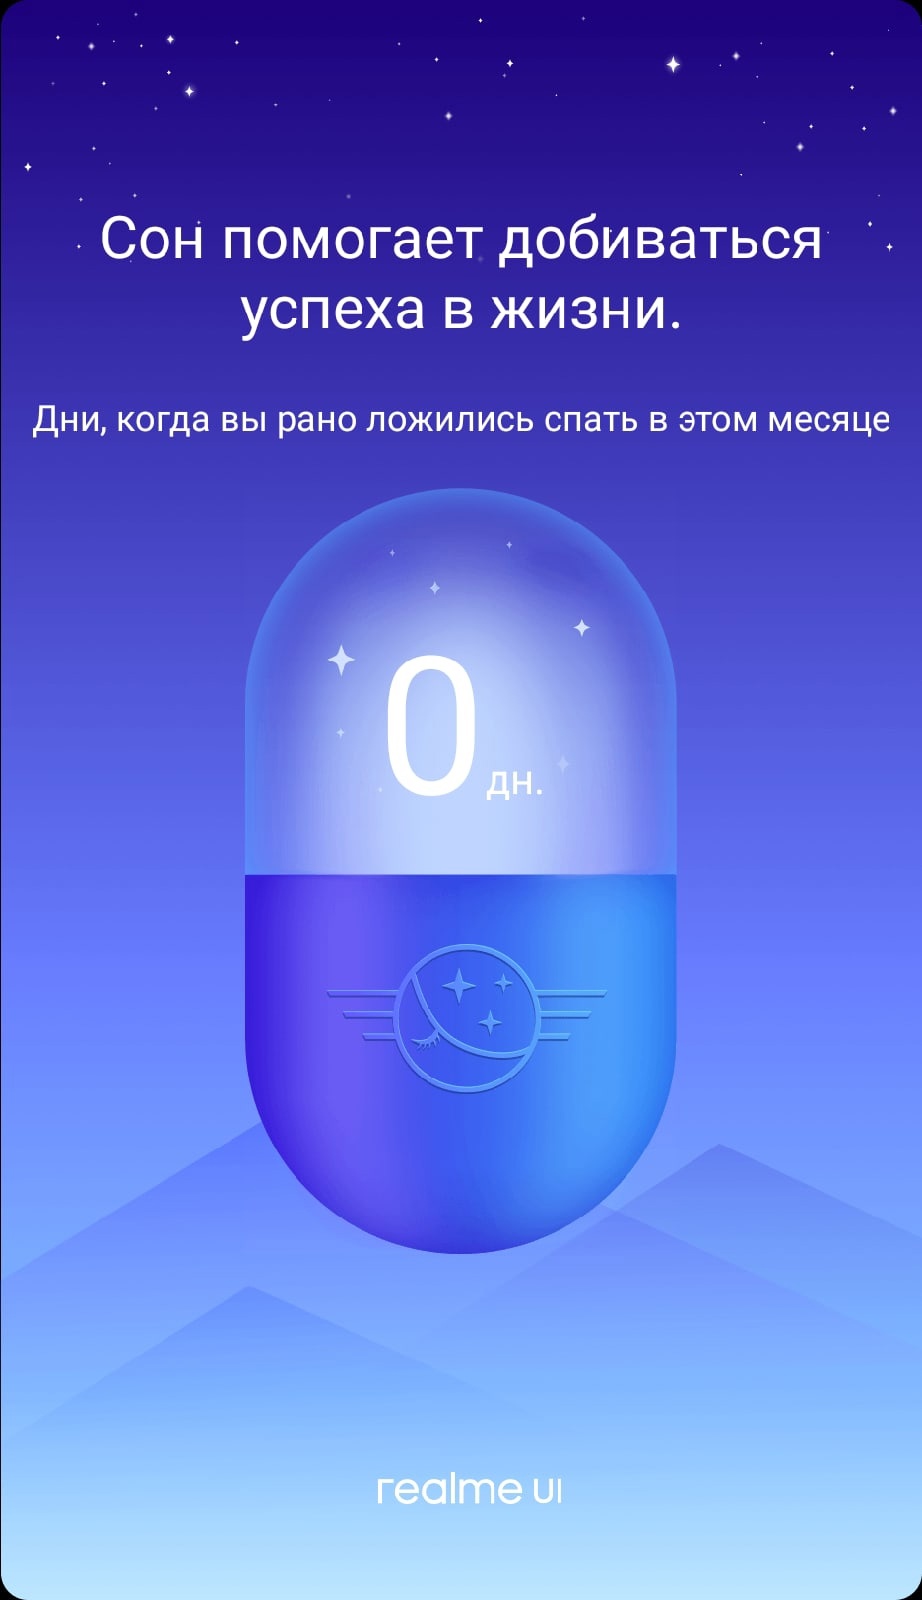 Сон помогает добиваться
успеха в жизни.
Дни, когда вы рано ложились спать в этом месяце
0 дн.
realme UI